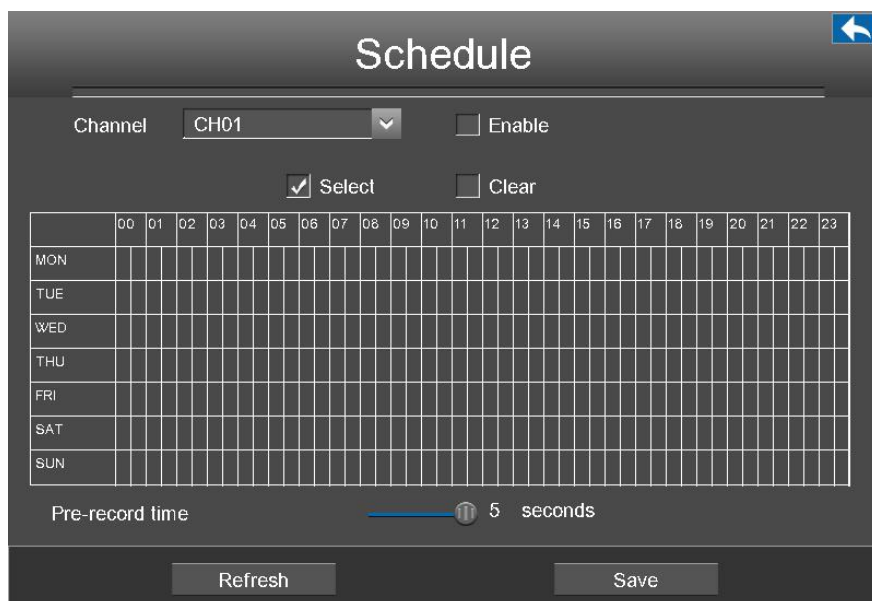 Schedule
Channel CH01 Enable
Select Clear
00 01 02 03 04 05 06 07 08 09 10 11 12 13 14 15 16 17 18 19 20 21 22 23
MON
TUE
WED
THU
FRI
SAT
SUN
Pre-record time 5 seconds
Refresh Save